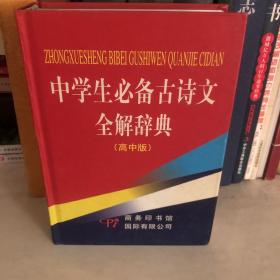 ZHONGXUESHENG BIBEI GUSHIWEN QUANJIE CIDIAN
中学生必备古诗文
全解辞典
(高中版)
商务印书馆
国际有限公司